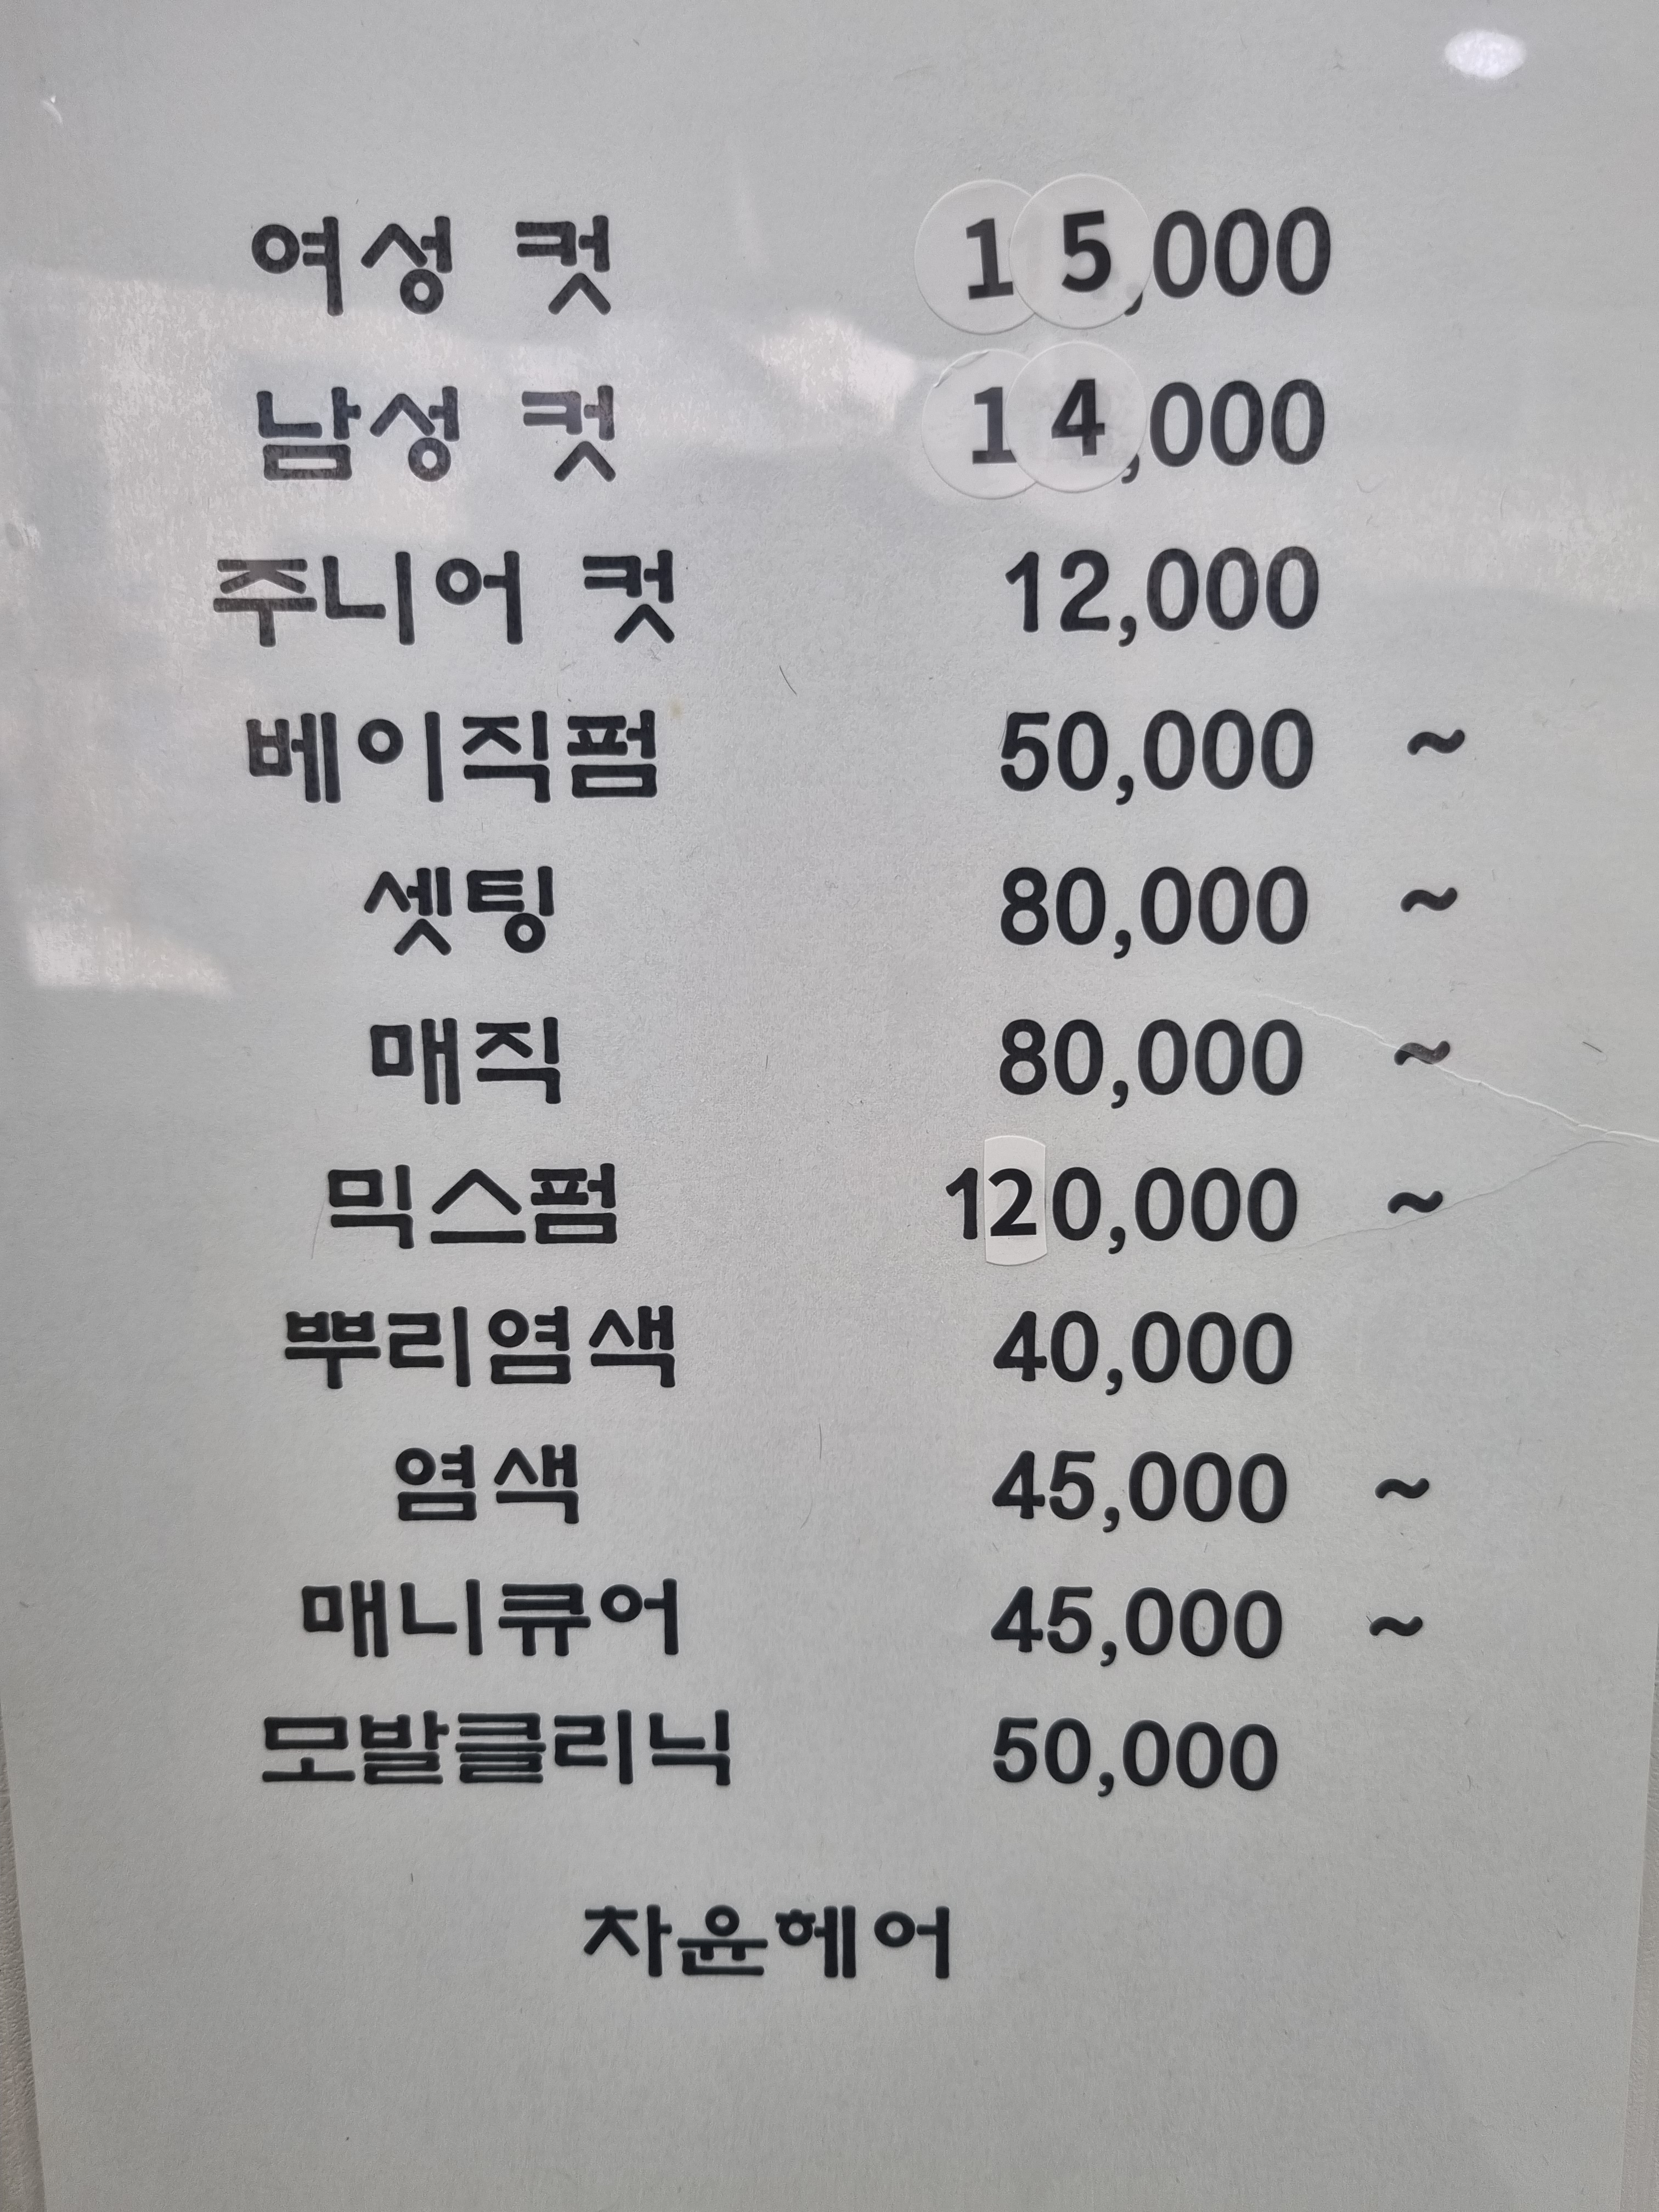 여성 컷 15,000
남성 컷 14,000
주니어 컷 12,000
베이직펌 50,000 ~
셋팅 80,000 ~
매직 80,000 ~
믹스펌 120,000 ~
뿌리염색 40,000
염색 45,000 ~
매니큐어 45,000 ~
모발클리닉 50,000
차윤헤어